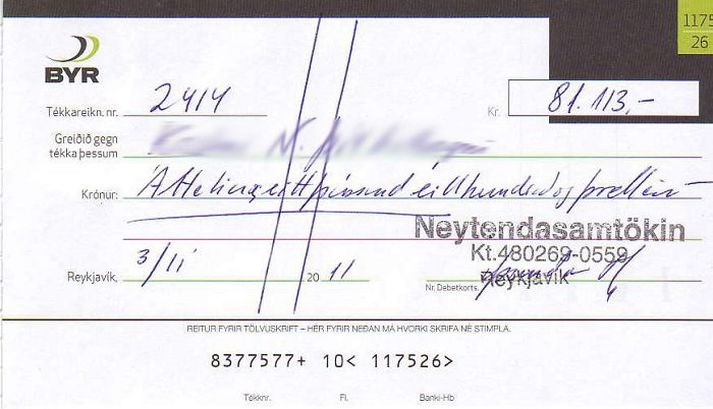 1175
26
BYR
Tékkareikn. nr. 2414 Kr. 81.113,-
Greiðið gegn
tékka þessum
Krónur: Áttatíu og eitt þúsund eitthundrað og þrettán
Neytendasamtökin
Kt.480269-0559
Reykjavík, 3/11 20 11 Reykjavík
Nr. Debetkorts.
REITUR FYRIR TÖLVUSKRIFT – HÉR FYRIR NEÐAN MÁ HVORKI SKRIFA NÉ STIMPLA.
8377577+ 10< 117526>
Tékknr. Fl. Banki-Hb